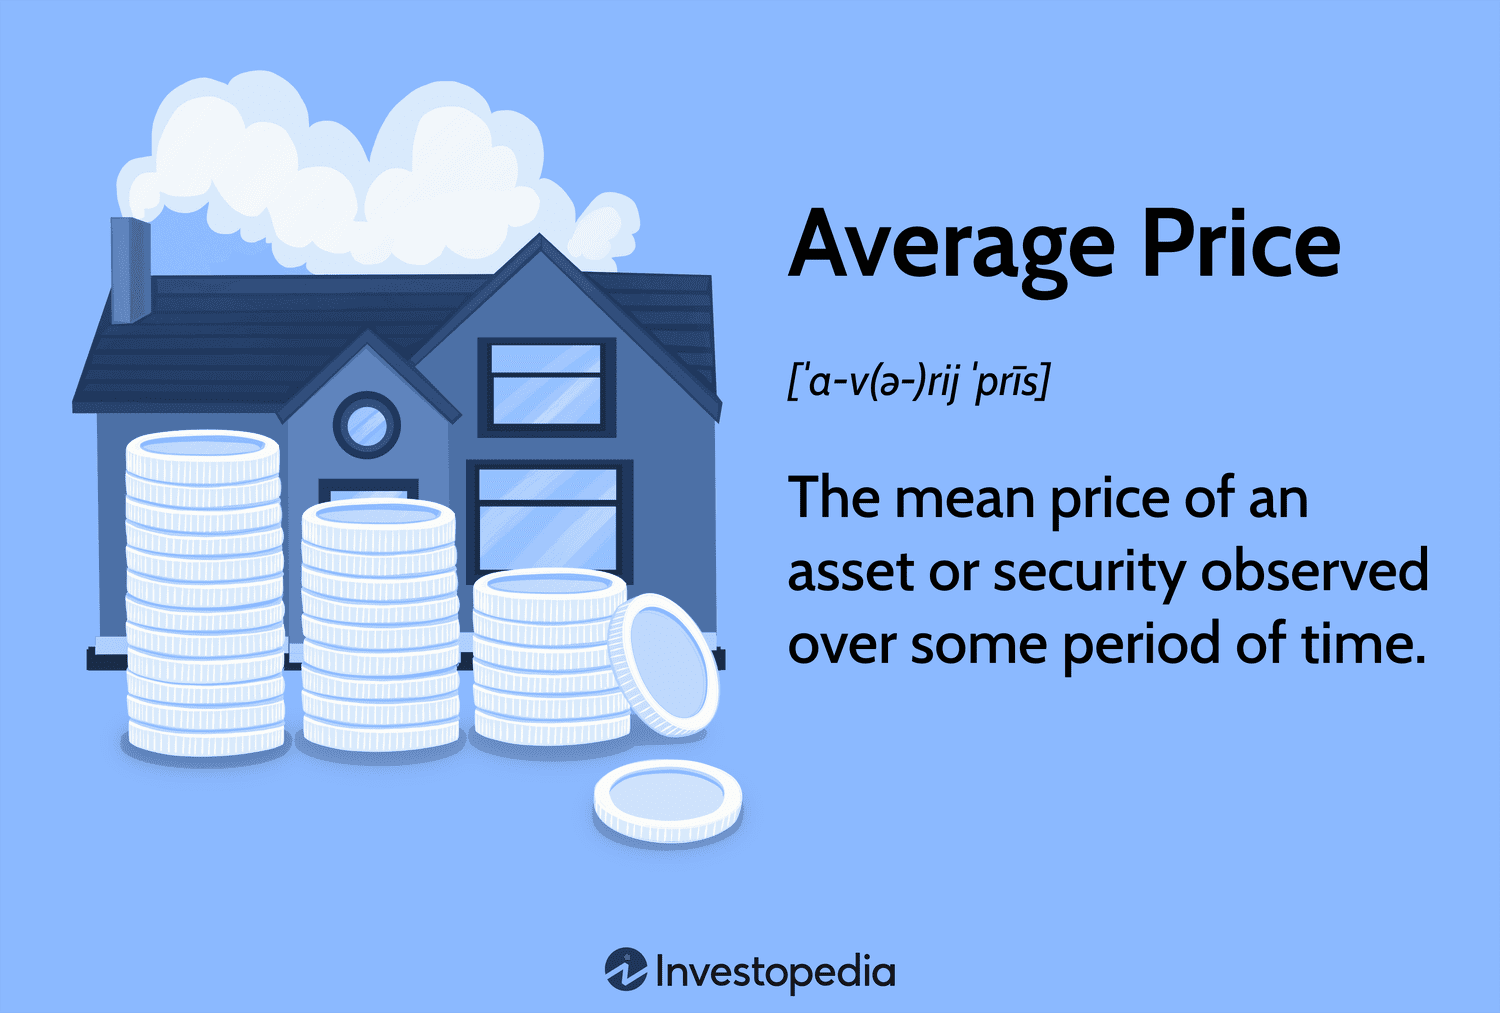 Average Price
[ˈa-v(ə-)rij ˈprīs]
The mean price of an
asset or security observed
over some period of time.
Investopedia